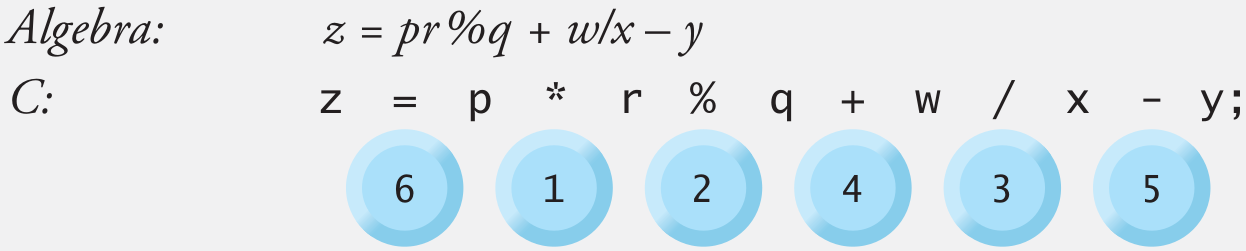 Algebra: z = pr%q + w/x – y
C: z = p * r % q + w / x - y;
6 1 2 4 3 5